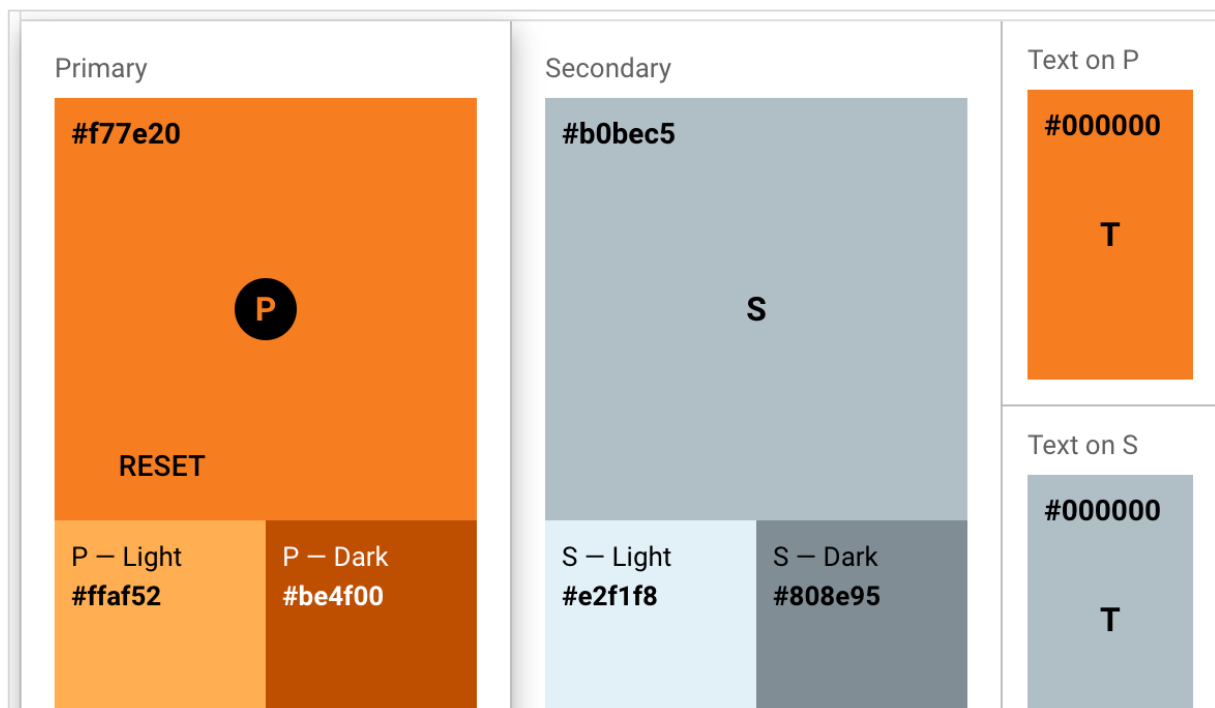 Primary
#f77e20
P
RESET
P — Light
#ffaf52
P — Dark
#be4f00
Secondary
#b0bec5
S
S — Light
#e2f1f8
S — Dark
#808e95
Text on P
#000000
T
Text on S
#000000
T